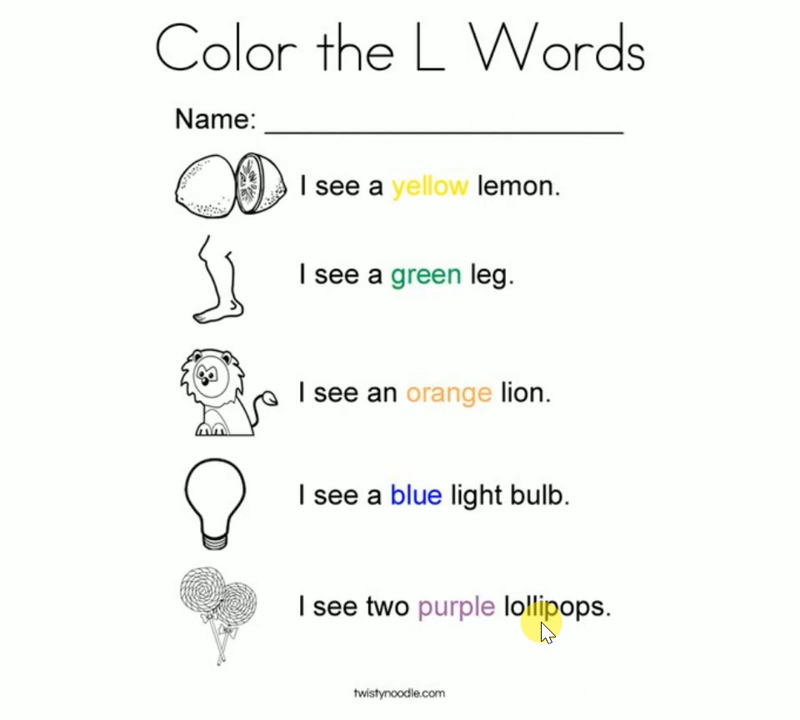 Color the L Words
Name: ____________________
I see a yellow lemon.
I see a green leg.
I see an orange lion.
I see a blue light bulb.
I see two purple lollipops.
twistynoodle.com